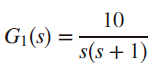 G₁(s) = 10 / s(s + 1)